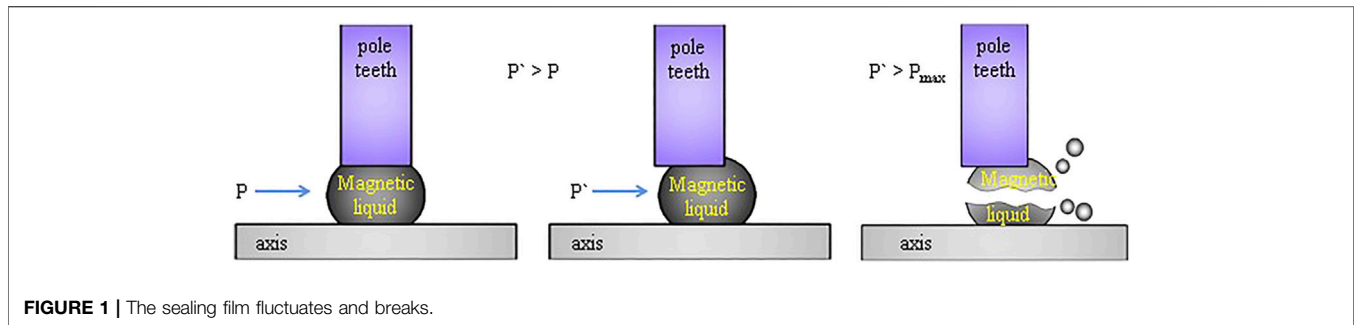 pole
teeth
P
Magnetic
liquid
axis
P` > P
pole
teeth
P`
Magnetic
liquid
axis
P` > Pmax
pole
teeth
Magnetic
liquid
axis
FIGURE 1 | The sealing film fluctuates and breaks.